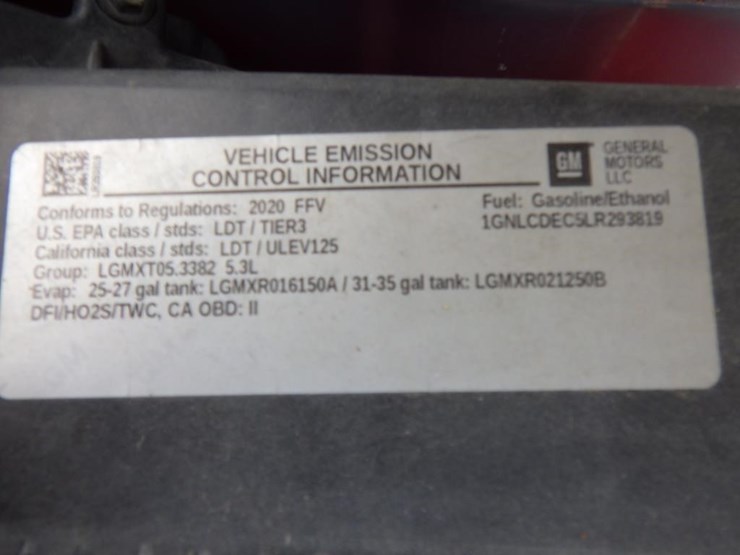 VEHICLE EMISSION
CONTROL INFORMATION
GM
GENERAL
MOTORS
LLC
Conforms to Regulations: 2020 FFV
Fuel: Gasoline/Ethanol
U.S. EPA class / stds: LDT / TIER3
1GNLCDEC5LR293819
California class / stds: LDT / ULEV125
Group: LGMXT05.3382 5.3L
*Evap: 25-27 gal tank: LGMXR016150A / 31-35 gal tank: LGMXR021250B
DFI/HO2S/TWC, CA OBD: II